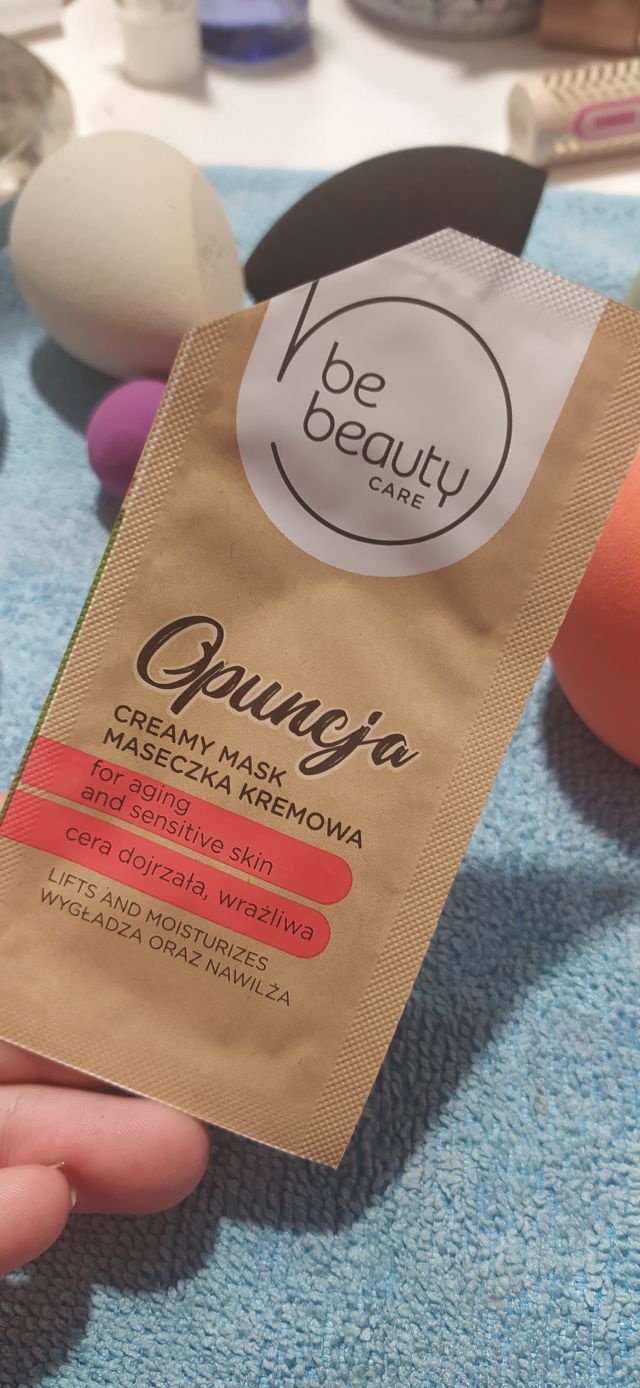 be
beauty
CARE
Opuncja
CREAMY MASK
MASECZKA KREMOWA
for aging
and sensitive skin
cera dojrzała, wrażliwa
LIFTS AND MOISTURIZES
WYGŁADZA ORAZ NAWILŻA